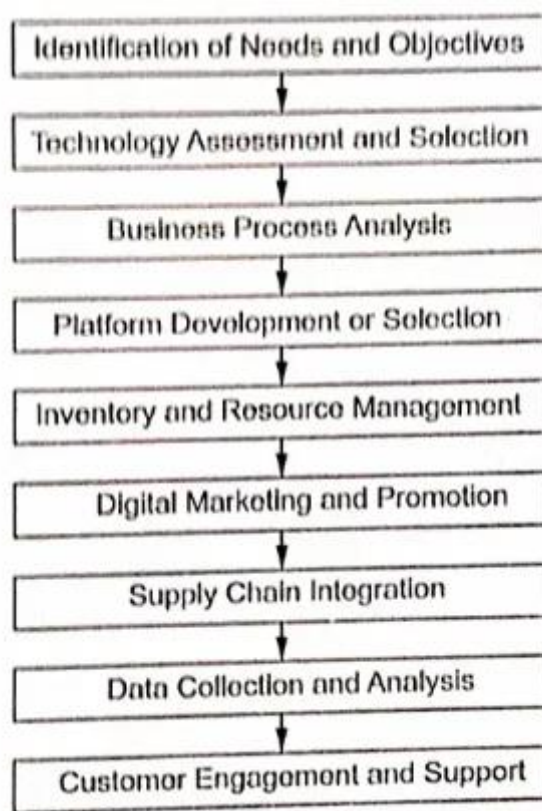 Identification of Needs and Objectives
Technology Assessment and Selection
Business Process Analysis
Platform Development or Selection
Inventory and Resource Management
Digital Marketing and Promotion
Supply Chain Integration
Data Collection and Analysis
Customer Engagement and Support